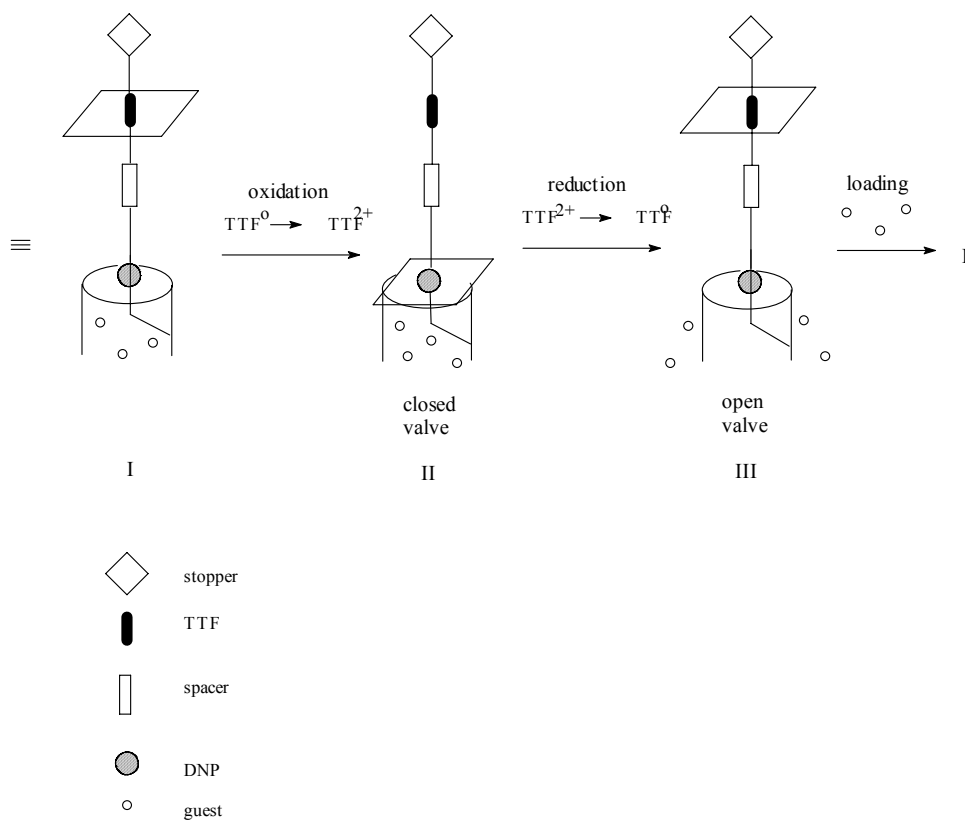 oxidation
TTF° → TTF2+
reduction
TTF2+ → TTF°
loading
≡
I
closed
valve
open
valve
I
II
III
stopper
TTF
spacer
DNP
guest